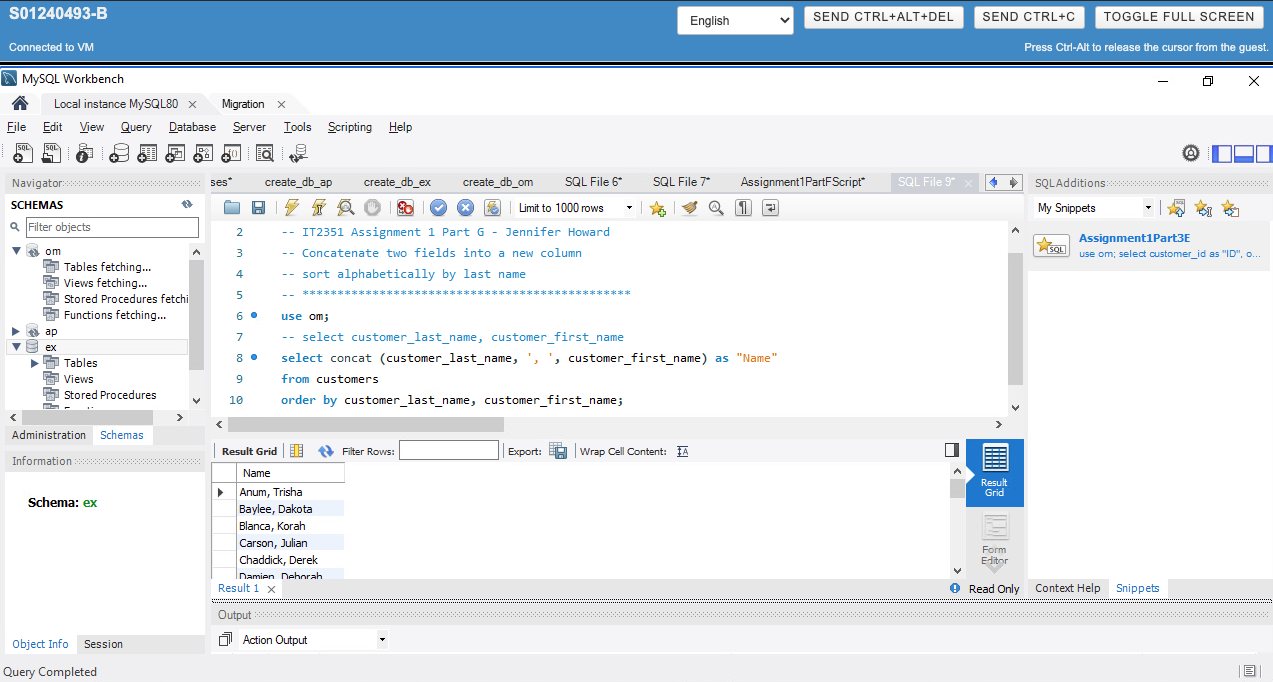 S01240493-B
English
SEND CTRL+ALT+DEL
SEND CTRL+C
TOGGLE FULL SCREEN
Connected to VM
Press Ctrl-Alt to release the cursor from the guest.
MySQL Workbench
Local instance MySQL80
Migration
File Edit View Query Database Server Tools Scripting Help
Navigator
SCHEMAS
Filter objects
om
Tables fetching...
Views fetching...
Stored Procedures fetchi
Functions fetching...
ap
ex
Tables
Views
Stored Procedures
Administration Schemas
Information
Schema: ex
Object Info Session
ses* create_db_ap create_db_ex create_db_om SQL File 6* SQL File 7* Assignment1PartFScript* SQL File 9*
Limit to 1000 rows
2 -- IT2351 Assignment 1 Part G - Jennifer Howard
3 -- Concatenate two fields into a new column
4 -- sort alphabetically by last name
5 -- ***********************************************
6 use om;
7 -- select customer_last_name, customer_first_name
8 select concat (customer_last_name, ', ', customer_first_name) as "Name"
9 from customers
10 order by customer_last_name, customer_first_name;
Result Grid Filter Rows: Export: Wrap Cell Content:
Name
Anum, Trisha
Baylee, Dakota
Blanca, Korah
Carson, Julian
Chaddick, Derek
Damien, Deborah
Result
Grid
Form
Editor
Result 1
Read Only
Output
Action Output
SQLAdditions
My Snippets
Assignment1Part3E
use om; select customer_id as "ID", o...
Context Help Snippets
Query Completed